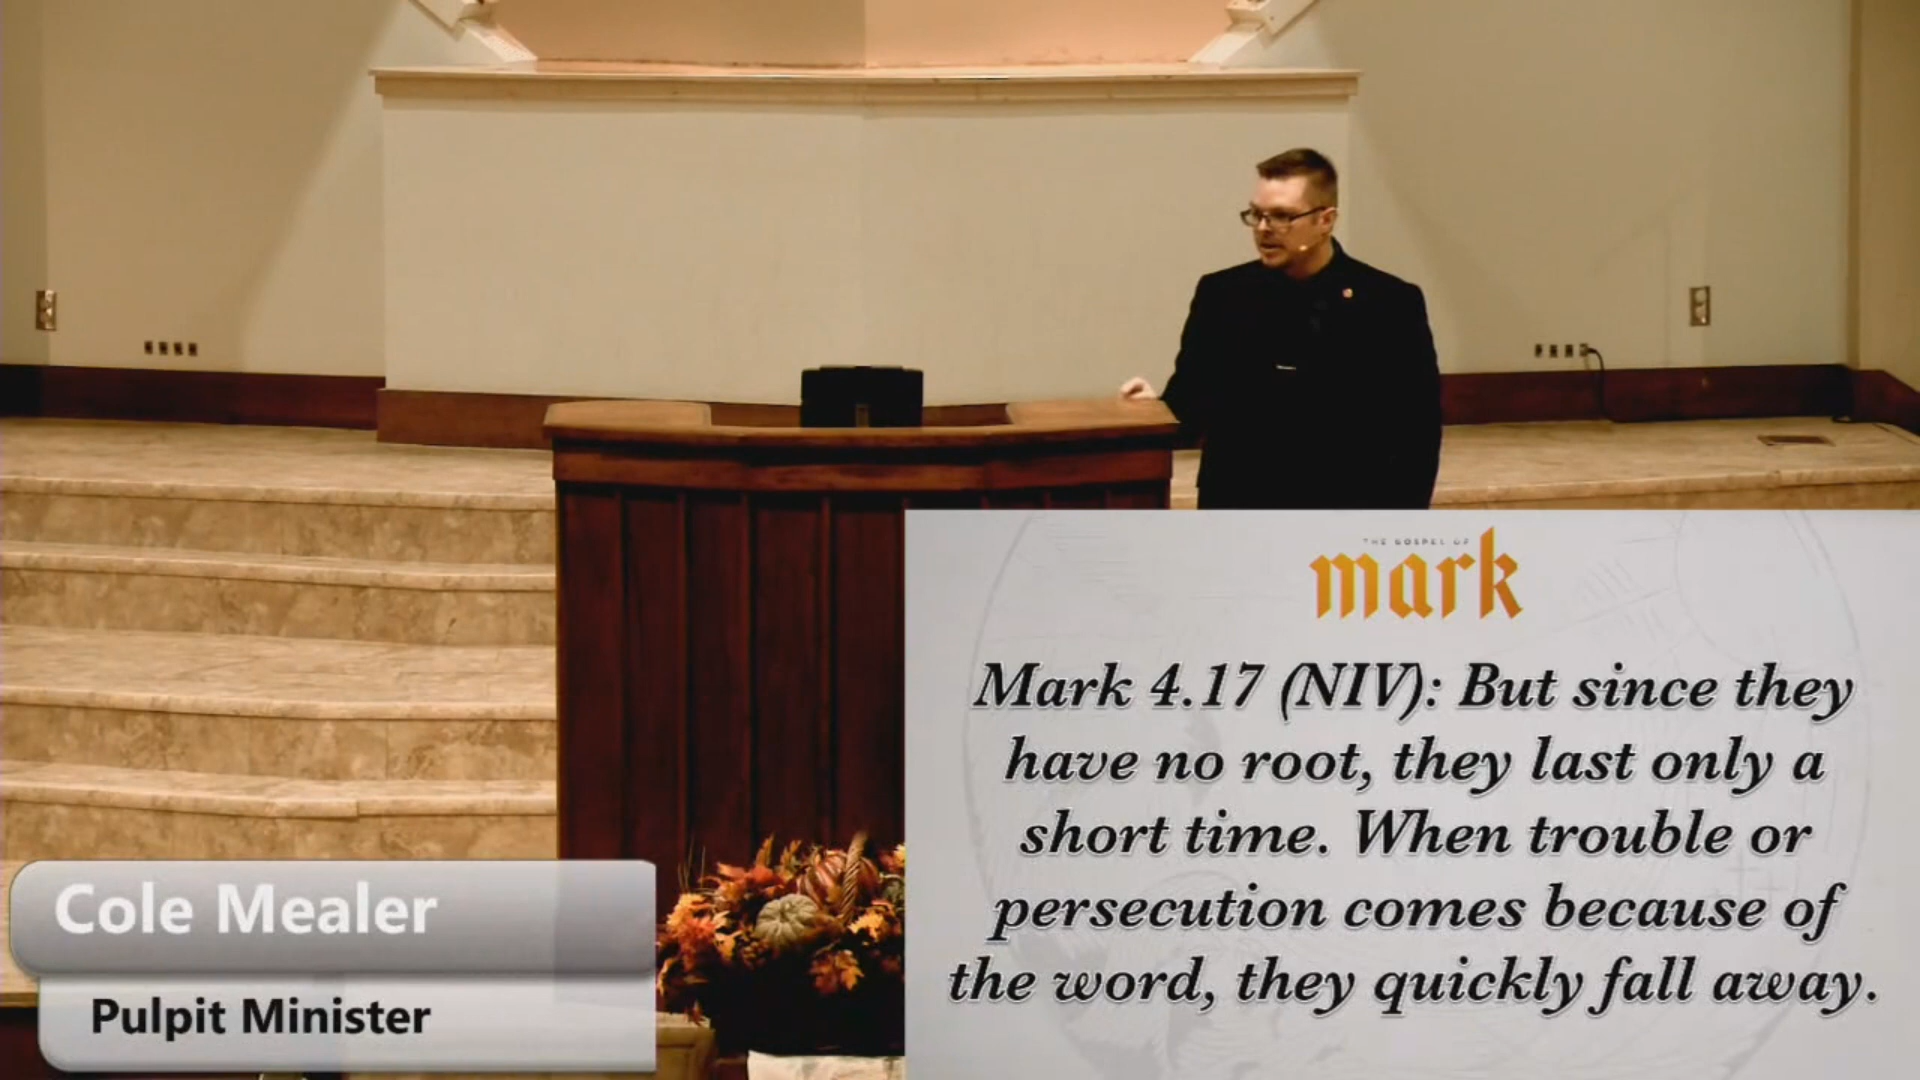 THE GOSPEL OF
mark
Mark 4.17 (NIV): But since they
have no root, they last only a
short time. When trouble or
persecution comes because of
the word, they quickly fall away.
Cole Mealer
Pulpit Minister